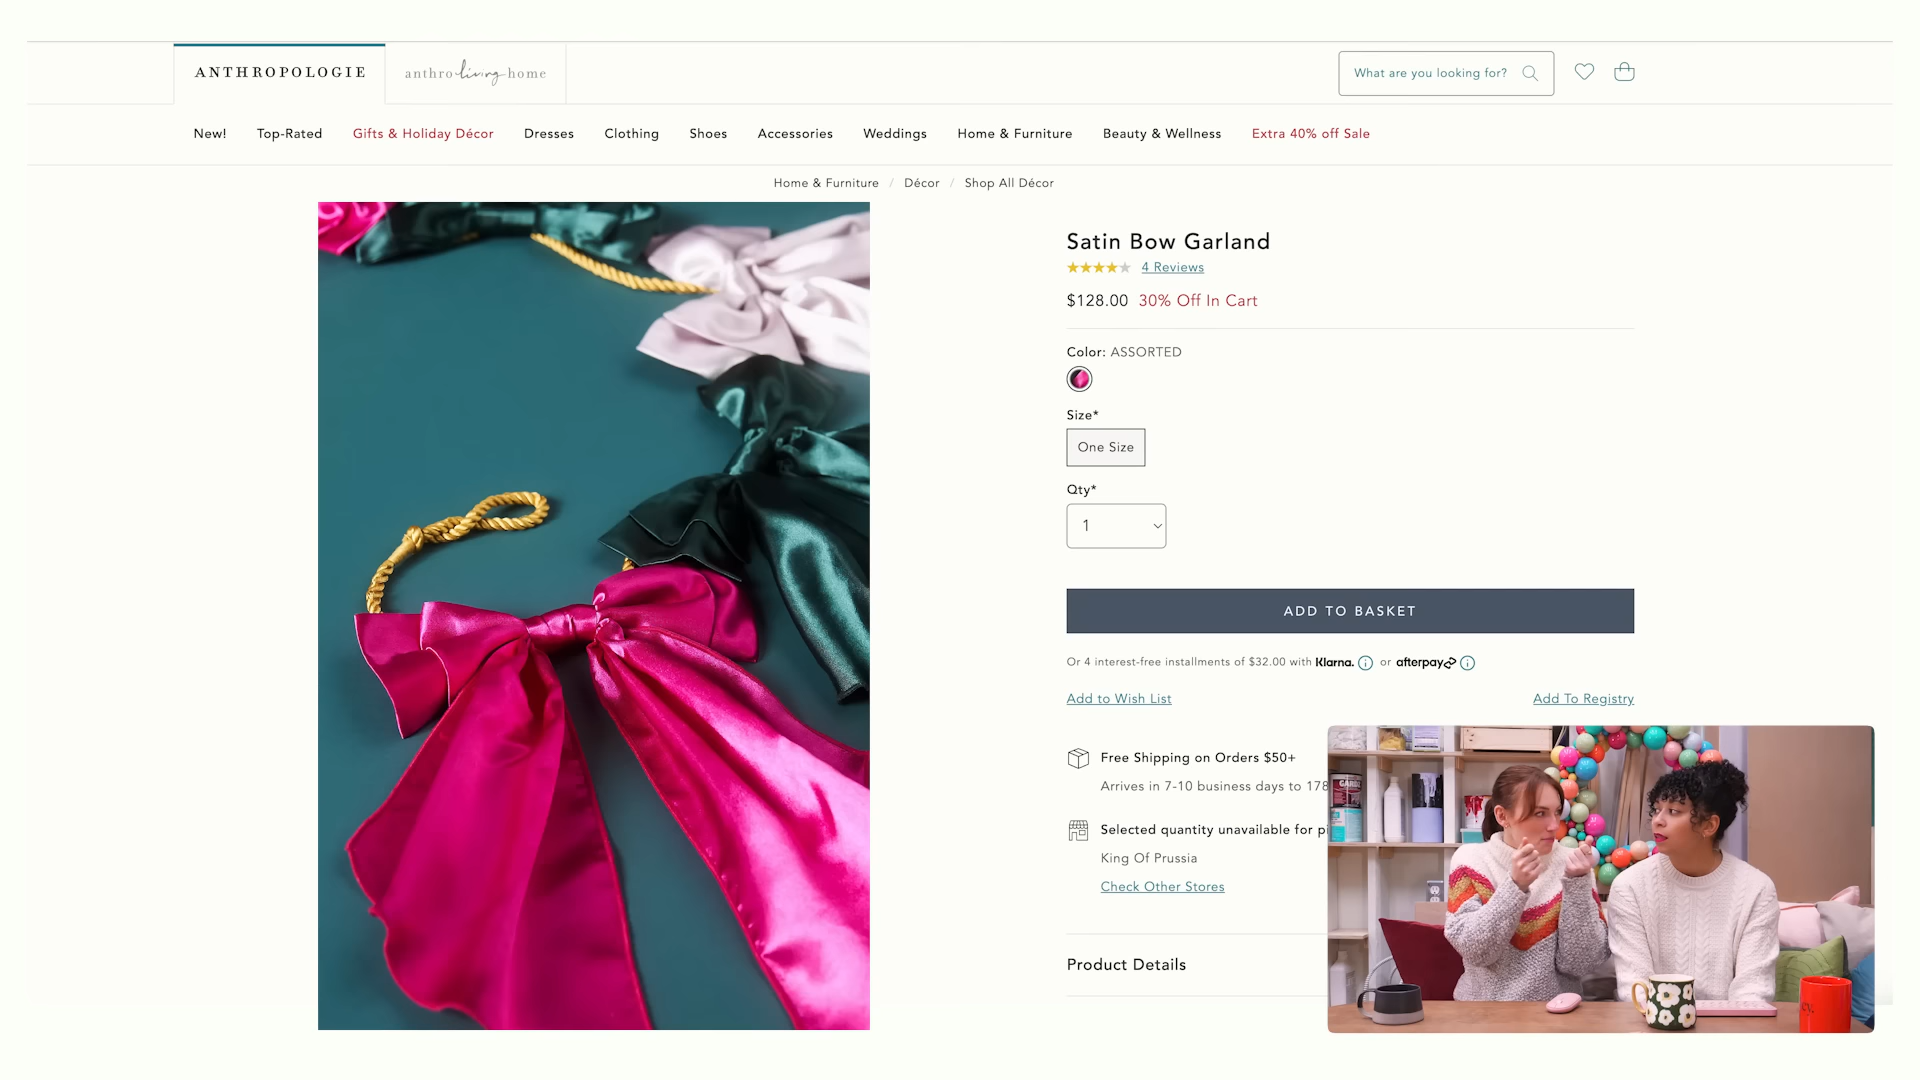 ANTHROPOLOGIE
anthroliving home
What are you looking for?
New! Top-Rated Gifts & Holiday Décor Dresses Clothing Shoes Accessories Weddings Home & Furniture Beauty & Wellness Extra 40% off Sale
Home & Furniture / Décor / Shop All Décor
Satin Bow Garland
4 Reviews
$128.00 30% Off In Cart
Color: ASSORTED
Size*
One Size
Qty*
1
ADD TO BASKET
Or 4 interest-free installments of $32.00 with Klarna. or afterpay
Add to Wish List
Add To Registry
Free Shipping on Orders $50+
Arrives in 7-10 business days to 178
Selected quantity unavailable for pi
King Of Prussia
Check Other Stores
Product Details